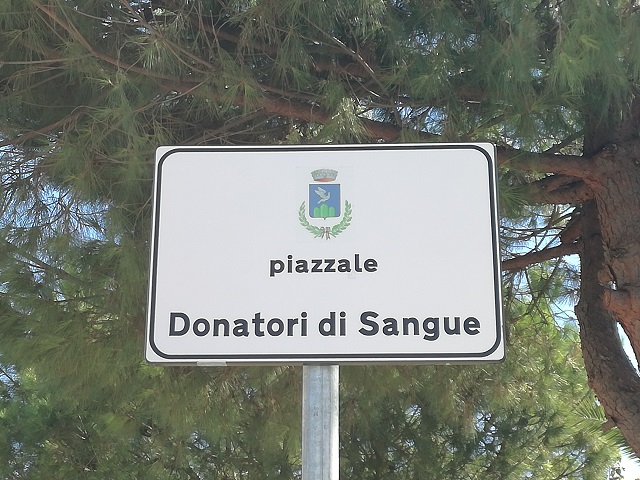 piazzale
Donatori di Sangue